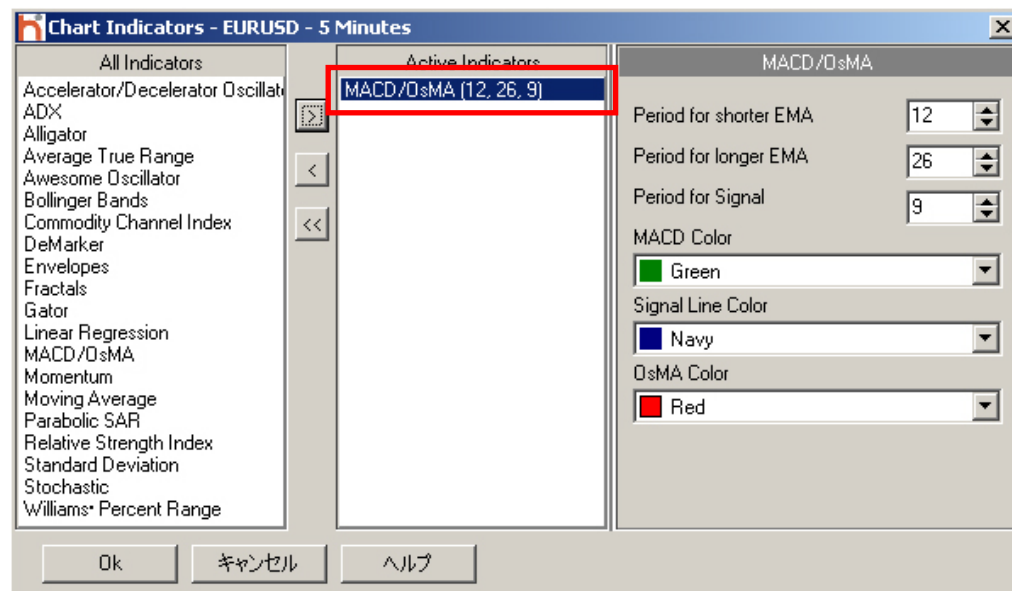 Chart Indicators - EURUSD - 5 Minutes
All Indicators
Accelerator/Decelerator Oscillat
ADX
Alligator
Average True Range
Awesome Oscillator
Bollinger Bands
Commodity Channel Index
DeMarker
Envelopes
Fractals
Gator
Linear Regression
MACD/OsMA
Momentum
Moving Average
Parabolic SAR
Relative Strength Index
Standard Deviation
Stochastic
Williams• Percent Range
>
<
<<
Active Indicators
MACD/OsMA (12, 26, 9)
MACD/OsMA
Period for shorter EMA 12
Period for longer EMA 26
Period for Signal 9
MACD Color
Green
Signal Line Color
Navy
OsMA Color
Red
Ok キャンセル ヘルプ